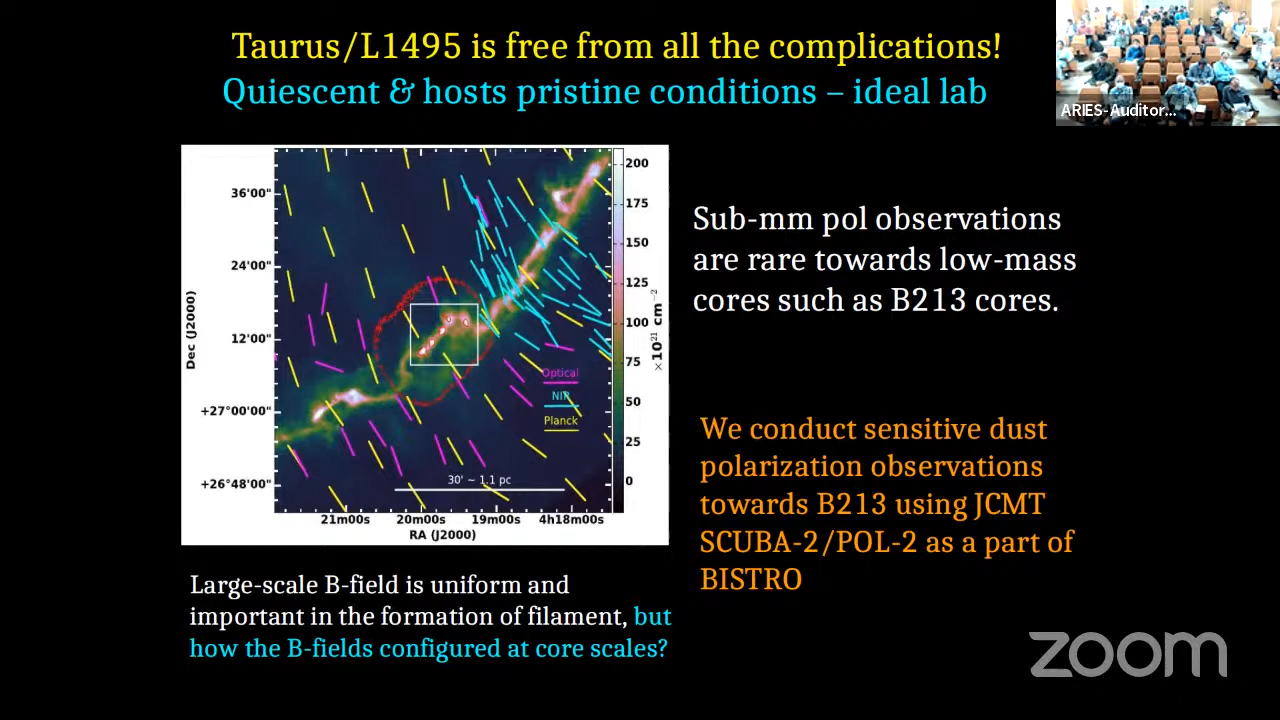 Taurus/L1495 is free from all the complications!
Quiescent & hosts pristine conditions – ideal lab
ARIES-Auditor...
36'00"
24'00"
12'00"
+27°00'00"
+26°48'00"
Dec (J2000)
21m00s 20m00s 19m00s 4h18m00s
RA (J2000)
Optical
NIR
Planck
30' ~ 1.1 pc
200
175
150
125
100
75
50
25
0
×10²¹ cm⁻²
Sub-mm pol observations
are rare towards low-mass
cores such as B213 cores.
We conduct sensitive dust
polarization observations
towards B213 using JCMT
SCUBA-2/POL-2 as a part of
BISTRO
Large-scale B-field is uniform and
important in the formation of filament, but
how the B-fields configured at core scales?
zoom